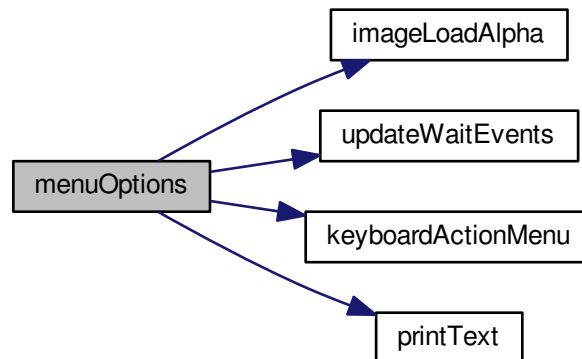 imageLoadAlpha
updateWaitEvents
menuOptions
keyboardActionMenu
printText